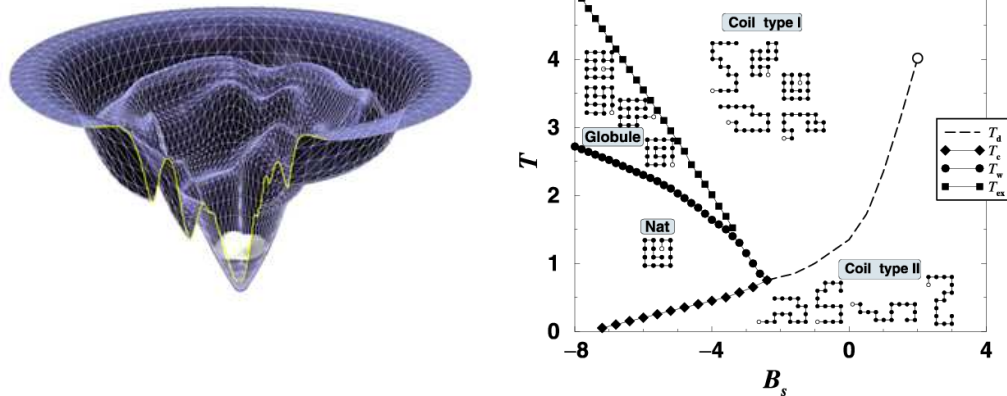 4
3
2
1
0
T
−8
−4
0
4
B_s
Coil type I
Globule
Nat
Coil type II
T_d
T_c
T_w
T_ex